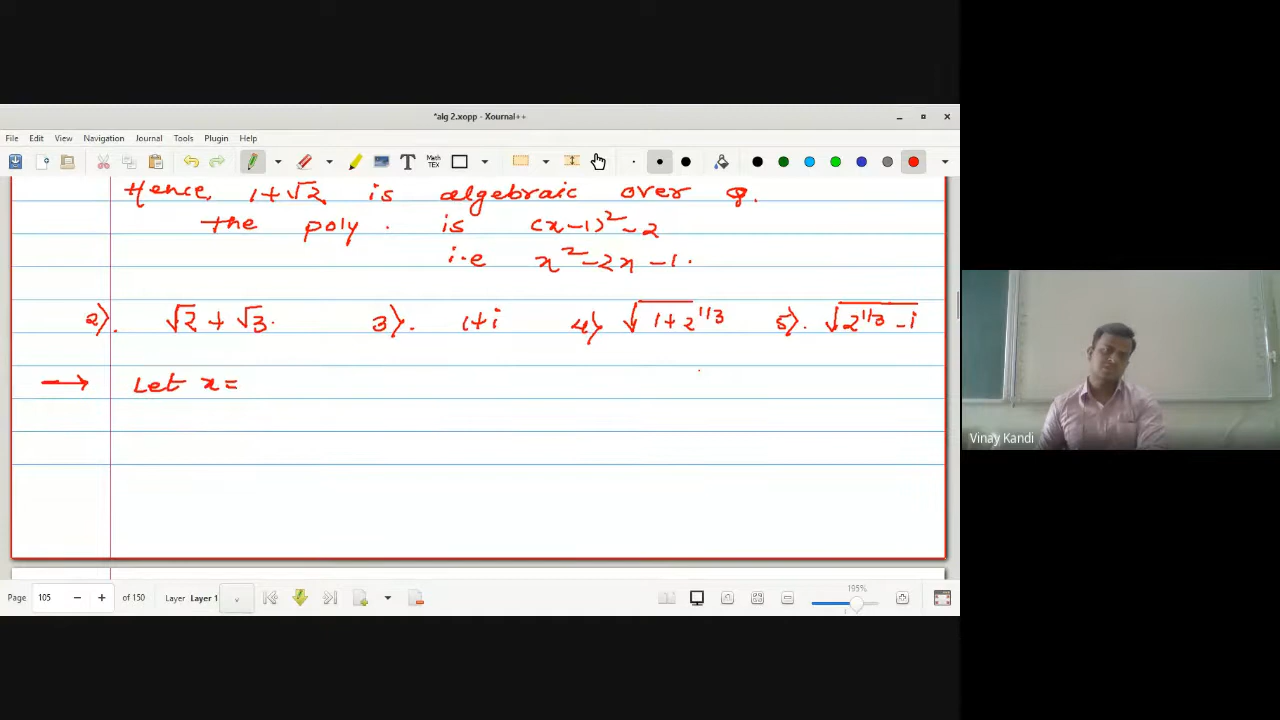 *alg 2.xopp - Xournal++
File Edit View Navigation Journal Tools Plugin Help
Hence, 1+√2 is algebraic over Q.
the poly. is (x-1)²-2
i.e x²-2x-1.
2). √2 + √3. 3). 1+i 4). √(1+2^1/3) 5). √(2^1/3 - i)
→ Let x=
Vinay Kandi
Page 105 of 150 Layer Layer 1 195%